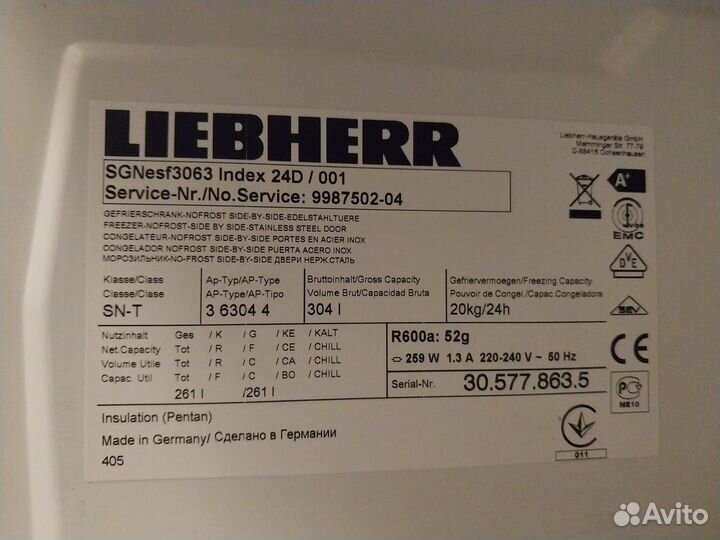 LIEBHERR
Liebherr-Hausgeräte GmbH
Memminger Str. 77-79
D-88416 Ochsenhausen
SGNesf3063 Index 24D / 001
Service-Nr./No.Service: 9987502-04
A+
EMC
DVE
SEV
GEFRIERSCHRANK-NOFROST SIDE-BY-SIDE-EDELSTAHLTUERE
FREEZER-NOFROST-SIDE BY SIDE-STAINLESS STEEL DOOR
CONGELATEUR-NOFROST SIDE-BY-SIDE PORTES EN ACIER INOX
CONGELADOR NOFROST SIDE-BY-SIDE PUERTA ACERO INOX
МОРОЗИЛЬНИК-NO-FROST SIDE-BY-SIDE ДВЕРИ НЕРЖ.СТАЛЬ
Klasse/Class Ap-Typ/AP-Type Bruttoinhalt/Gross Capacity Gefriervermoegen/Freezing Capacity
Classe/Clase AP-Type/AP-Tipo Volume Brut/Capacidad Bruta Pouvoir de Congel./Capac.Congeladora
SN-T 3 6304 4 304 l 20kg/24h
Nutzinhalt Ges / K / G / KE / KALT
Net.Capacity Tot / R / F / CE / CHILL
Volume Utile Tot / R / C / CA / CHILL
Capac. Util Tot / F / C / BO / CHILL
261 l /261 l
R600a: 52g
259 W 1.3 A 220-240 V ~ 50 Hz
Serial-Nr. 30.577.863.5
CE
ME10
Insulation (Pentan)
Made in Germany/ Сделано в Германии
405
011
Avito